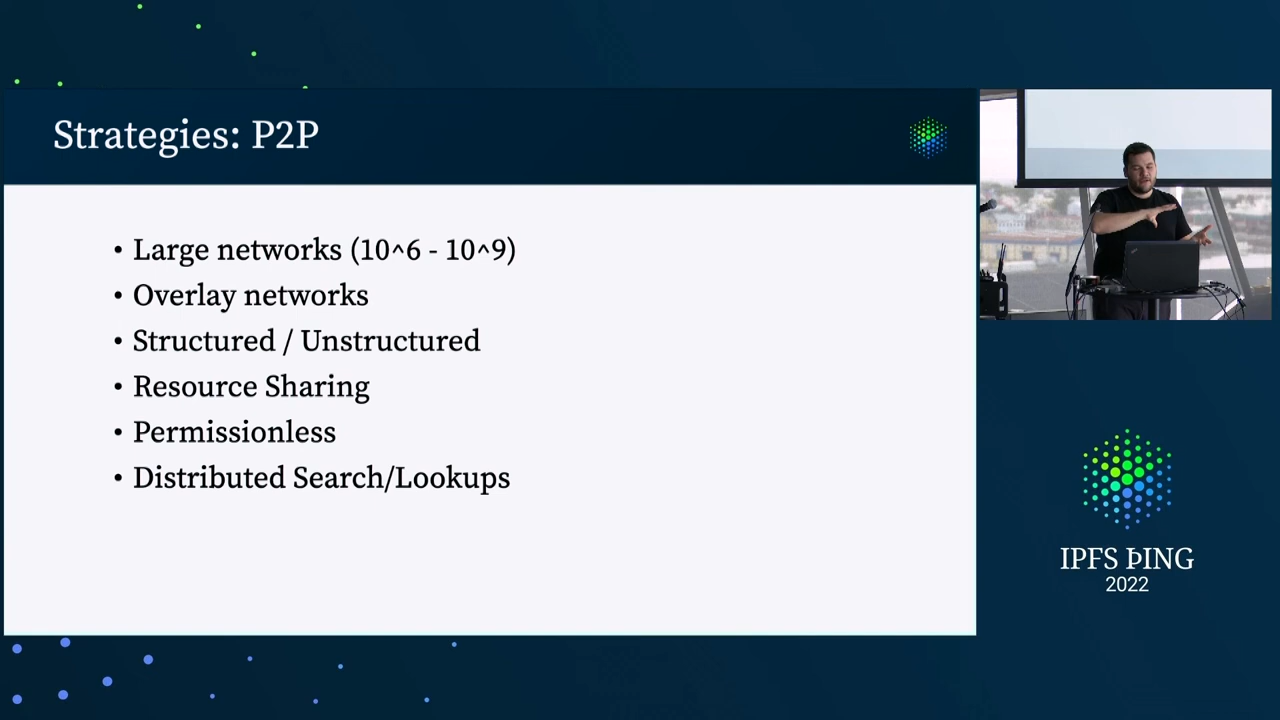 Strategies: P2P
• Large networks (10^6 - 10^9)
• Overlay networks
• Structured / Unstructured
• Resource Sharing
• Permissionless
• Distributed Search/Lookups
IPFS ÞING
2022